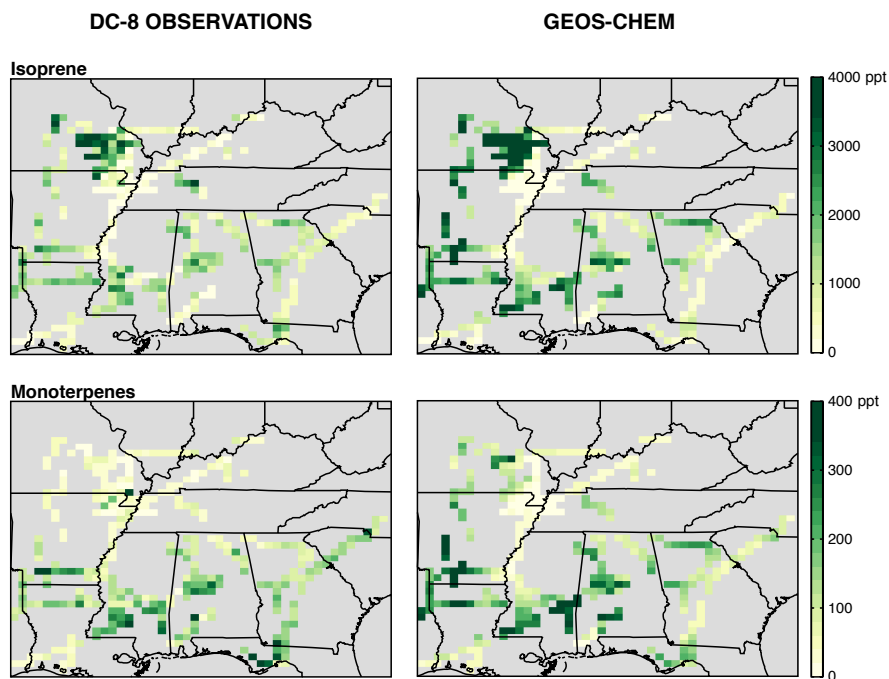 DC-8 OBSERVATIONS GEOS-CHEM
Isoprene
4000 ppt
3000
2000
1000
0
Monoterpenes
400 ppt
300
200
100
0